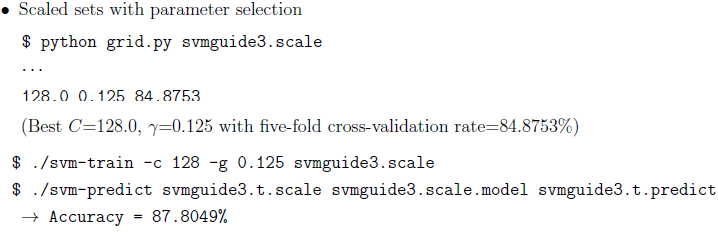 • Scaled sets with parameter selection
$ python grid.py svmguide3.scale
···
128.0 0.125 84.8753
(Best C=128.0, γ=0.125 with five-fold cross-validation rate=84.8753%)
$ ./svm-train -c 128 -g 0.125 svmguide3.scale
$ ./svm-predict svmguide3.t.scale svmguide3.scale.model svmguide3.t.predict
→ Accuracy = 87.8049%